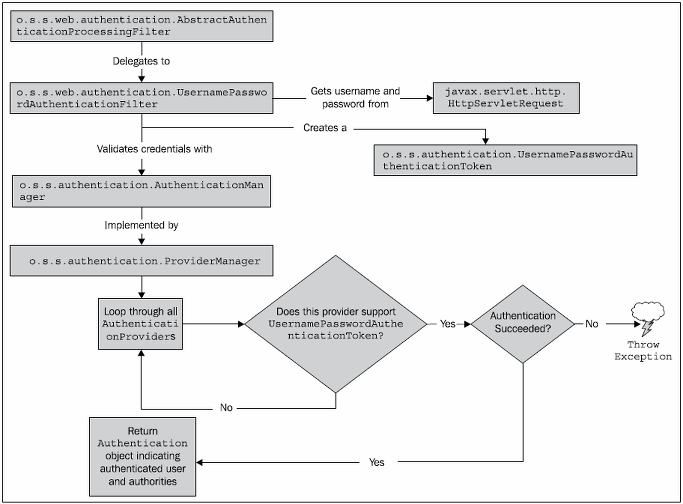 o.s.s.web.authentication.AbstractAuthen
ticationProcessingFilter
Delegates to
o.s.s.web.authentication.UsernamePasswo
rdAuthenticationFilter
Gets username and
password from
javax.servlet.http.
HttpServletRequest
Creates a
Validates credentials with
o.s.s.authentication.UsernamePasswordAu
thenticationToken
o.s.s.authentication.AuthenticationMan
ager
Implemented by
o.s.s.authentication.ProviderManager
Loop through all
Authenticati
onProviders
Does this provider support
UsernamePasswordAuthe
nticationToken?
Yes
Authentication
Succeeded?
No
Throw
Exception
No
Return
Authentication
object indicating
authenticated user
and authorities
Yes